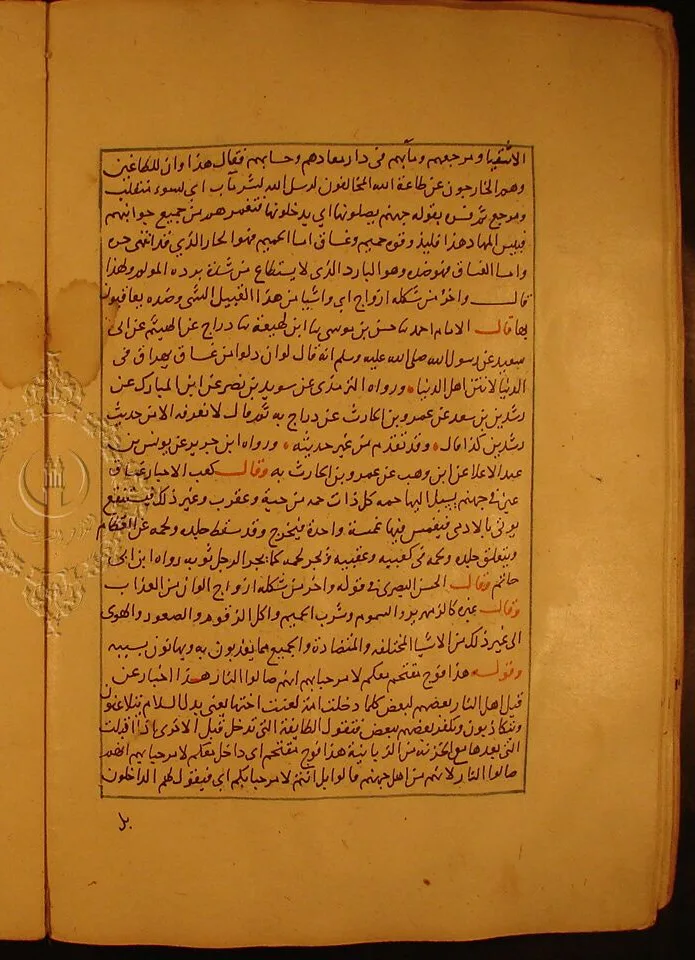 الاشقيا ومرجعهم ومآبهم في دار معادهم وحسابهم فقال هذا وان للطاغين
وهم الخارجون عن طاعة الله المخالفون لرسل الله لشر مآب اي لسوء منقلب
ومرجع ثم فسره بقوله جهنم يصلونها اي يدخلونها فتغمرهم من جميع جوانبهم
فبيس المهاد هذا فليذوقوه حميم وغساق اما الحميم فهو الحار الذي قد انتهى حره
واما الغساق فهو ضده وهو البارد الذي لا يستطاع من شدة برده المولم ولهذا
قال واخر من شكله ازواج اي واشيا من هذا القبيل الشي وضده يعاقبون
بها قال الامام احمد ثنا حسن بن موسى ثنا ابن لهيعة ثنا دراج عن ابي الهيثم عن ابي
سعيد عن رسول الله صلى الله عليه وسلم انه قال لو ان دلوا من غساق يهراق في
الدنيا لانتن اهل الدنيا ورواه الترمذي عن سويد بن نصر عن ابن المبارك عن
رشدين بن سعد عن عمرو بن الحارث عن دراج به ثم قال لا نعرفه الا من حديث
رشدين كذا قال وقد تقدم من غير حديثه ورواه ابن جرير عن يونس بن
عبد الاعلا عن ابن وهب عن عمرو بن الحارث به وقال كعب الاحبار غساق
عين في جهنم يسيل اليها حمه كل ذات حمه من حية وعقرب وغير ذلك فيستنقع
يوتى بالادمى فيغمس فيها غمسة واحدة فيخرج وقد سقط جلده ولحمه عن العظام
ويتعلق جلده ولحمه في كعبيه وعقبيه ويجر لحمه كما يجر الرجل ثوبه رواه ابن ابي
حاتم وقال الحسن البصرى في قوله واخر من شكله ازواج الوان من العذاب
وقال غيره كالزمهرير والسموم وشرب الحميم واكل الزقوم والصعود والهوى
الى غير ذلك من الاشيا المختلفه والمتضادة والجميع مما يعذبون به ويهانون بسببه
وقوله هذا فوج مقتحم معكم لا مرحبا بهم انهم صالوا النار هذا اخبار عن
قيل اهل النار بعضهم لبعض كلما دخلت امة لعنت اختها يعني بدل السلام يتلاعنون
ويتكاذبون ويكفر بعضهم ببعض فتقول الطايفة التي تدخل قبل الاخرى اذا اقبلت
التي بعدها مع الخزنة من الزبانية هذا فوج مقتحم اي داخل معكم لا مرحبا بهم انهم
صالوا النار لانهم من اهل جهنم قالوا بل انتم لا مرحبا بكم اي فيقول لهم الداخلون
بل